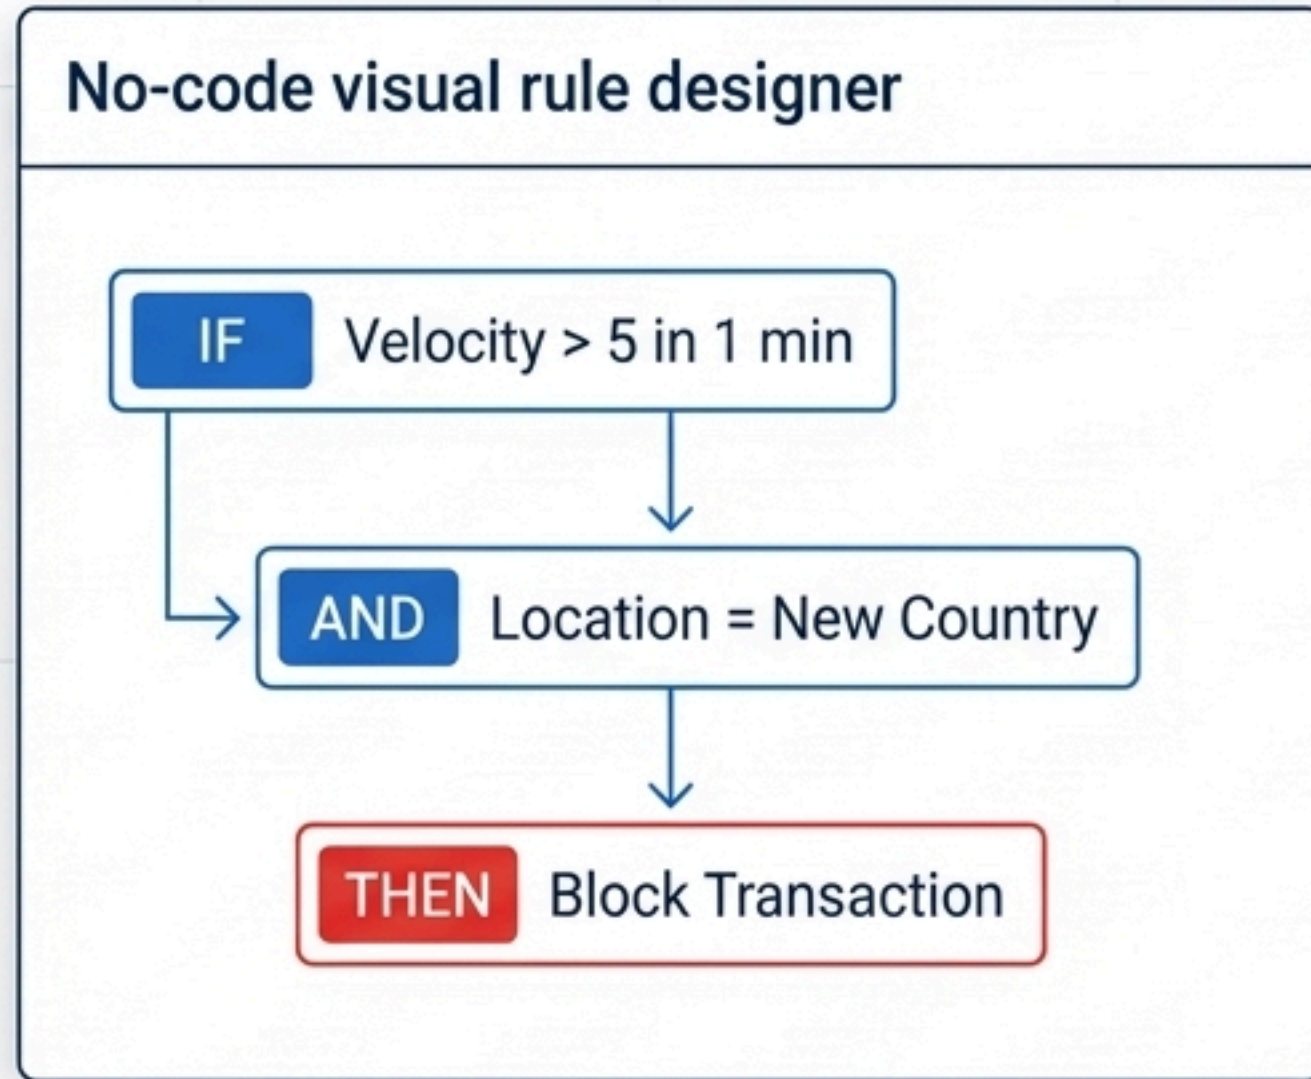 No-code visual rule designer
IF Velocity > 5 in 1 min
AND Location = New Country
THEN Block Transaction